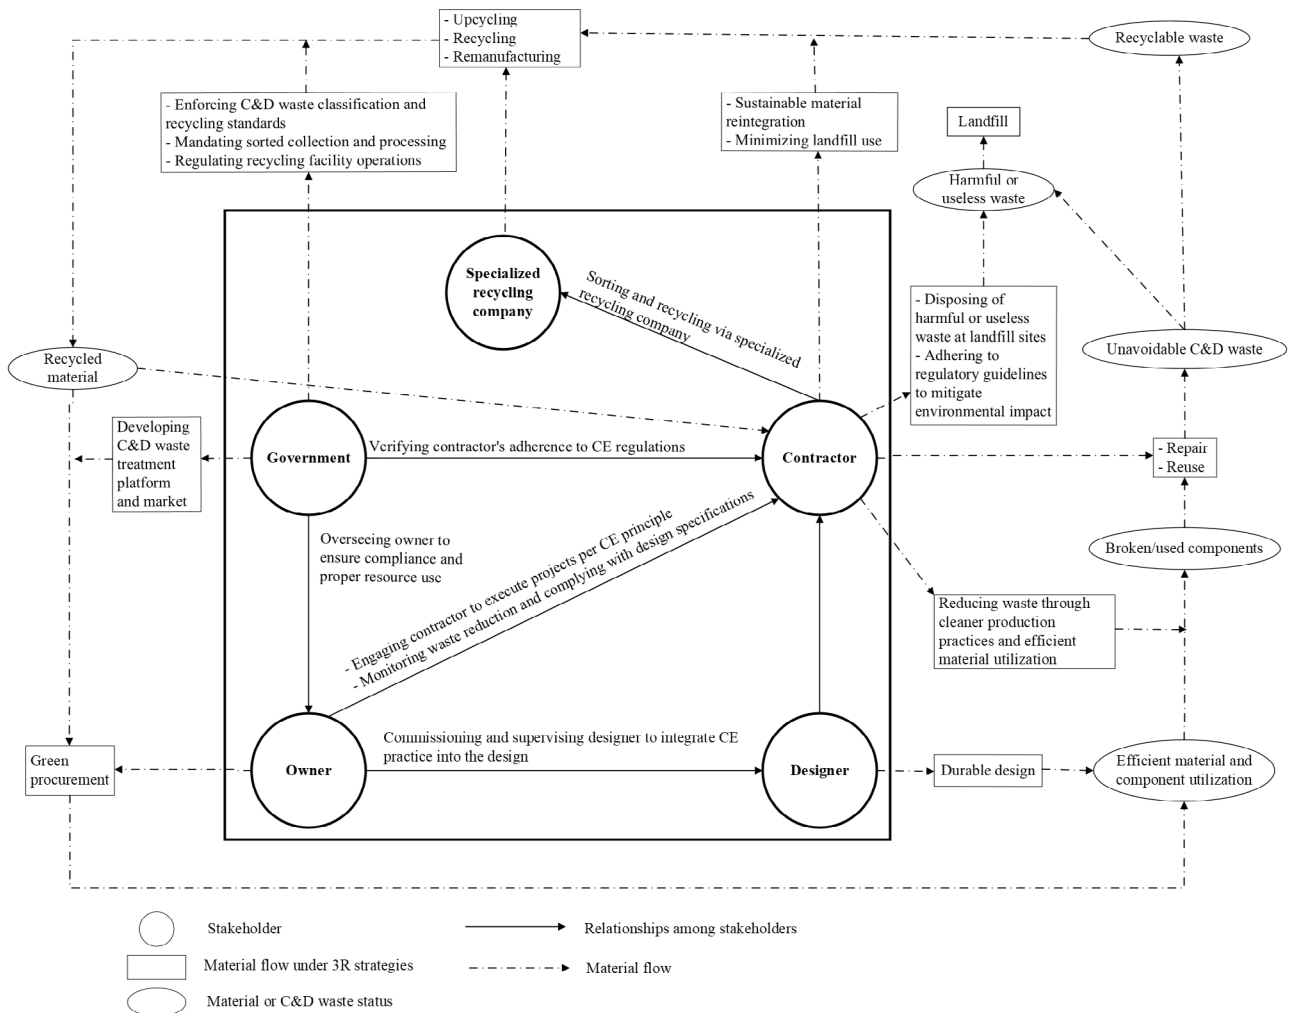 - Upcycling
- Recycling
- Remanufacturing
Recyclable waste
- Enforcing C&D waste classification and
recycling standards
- Mandating sorted collection and processing
- Regulating recycling facility operations
- Sustainable material
reintegration
- Minimizing landfill use
Landfill
Harmful or
useless waste
Specialized
recycling
company
Sorting and recycling via specialized
recycling company
- Disposing of
harmful or useless
waste at landfill sites
- Adhering to
regulatory guidelines
to mitigate
environmental impact
Unavoidable C&D waste
Recycled
material
Developing
C&D waste
treatment
platform
and market
Government
Verifying contractor's adherence to CE regulations
Contractor
- Repair
- Reuse
Overseeing owner to
ensure compliance and
proper resource use
- Engaging contractor to execute projects per CE principle
- Monitoring waste reduction and complying with design specifications
Broken/used components
Reducing waste through
cleaner production
practices and efficient
material utilization
Green
procurement
Owner
Commissioning and supervising designer to integrate CE
practice into the design
Designer
Durable design
Efficient material and
component utilization
Stakeholder
Relationships among stakeholders
Material flow under 3R strategies
Material flow
Material or C&D waste status